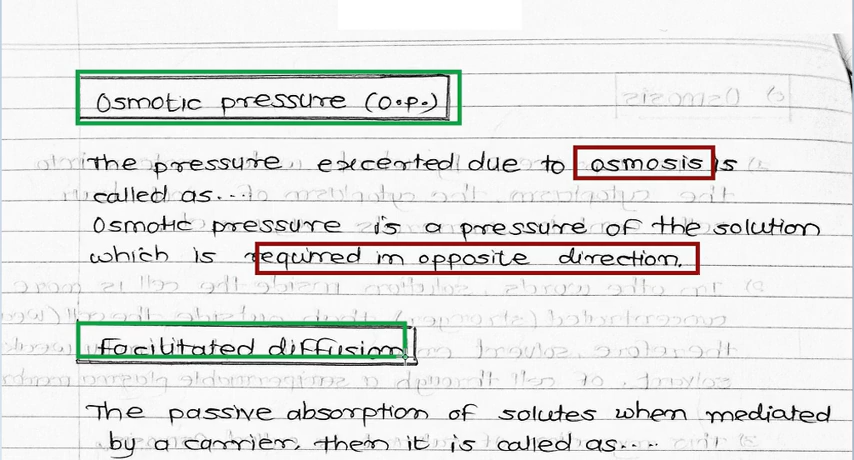 Osmotic pressure (O.P.)
The pressure excerted due to osmosis is
called as...
Osmotic pressure is a pressure of the solution
which is requried in opposite direction.
Facilitated diffusion
The passive absorption of solutes when mediated
by a carrier, then it is called as....